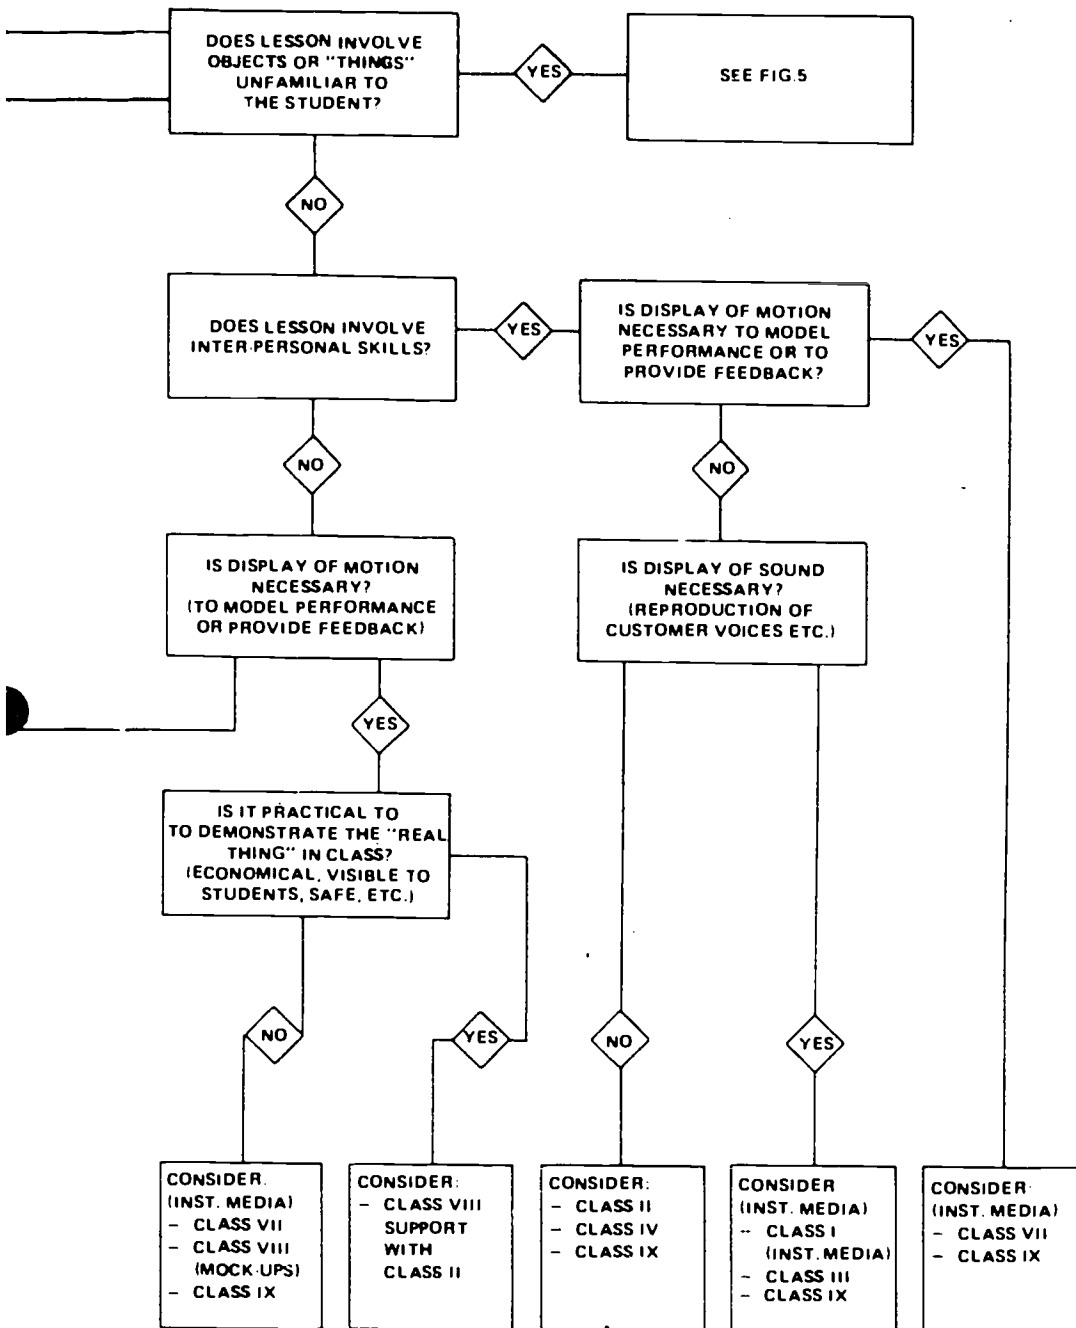 DOES LESSON INVOLVE
OBJECTS OR "THINGS"
UNFAMILIAR TO
THE STUDENT?
YES
SEE FIG.5
NO
DOES LESSON INVOLVE
INTER-PERSONAL SKILLS?
YES
IS DISPLAY OF MOTION
NECESSARY TO MODEL
PERFORMANCE OR TO
PROVIDE FEEDBACK?
YES
NO
NO
IS DISPLAY OF MOTION
NECESSARY?
(TO MODEL PERFORMANCE
OR PROVIDE FEEDBACK)
IS DISPLAY OF SOUND
NECESSARY?
(REPRODUCTION OF
CUSTOMER VOICES ETC.)
YES
IS IT PRACTICAL TO
TO DEMONSTRATE THE "REAL
THING" IN CLASS?
(ECONOMICAL, VISIBLE TO
STUDENTS, SAFE, ETC.)
NO
YES
NO
YES
CONSIDER:
(INST. MEDIA)
- CLASS VII
- CLASS VIII
(MOCK-UPS)
- CLASS IX
CONSIDER:
- CLASS VIII
SUPPORT
WITH
CLASS II
CONSIDER:
- CLASS II
- CLASS IV
- CLASS IX
CONSIDER
(INST. MEDIA)
- CLASS I
(INST. MEDIA)
- CLASS III
- CLASS IX
CONSIDER:
(INST. MEDIA)
- CLASS VII
- CLASS IX